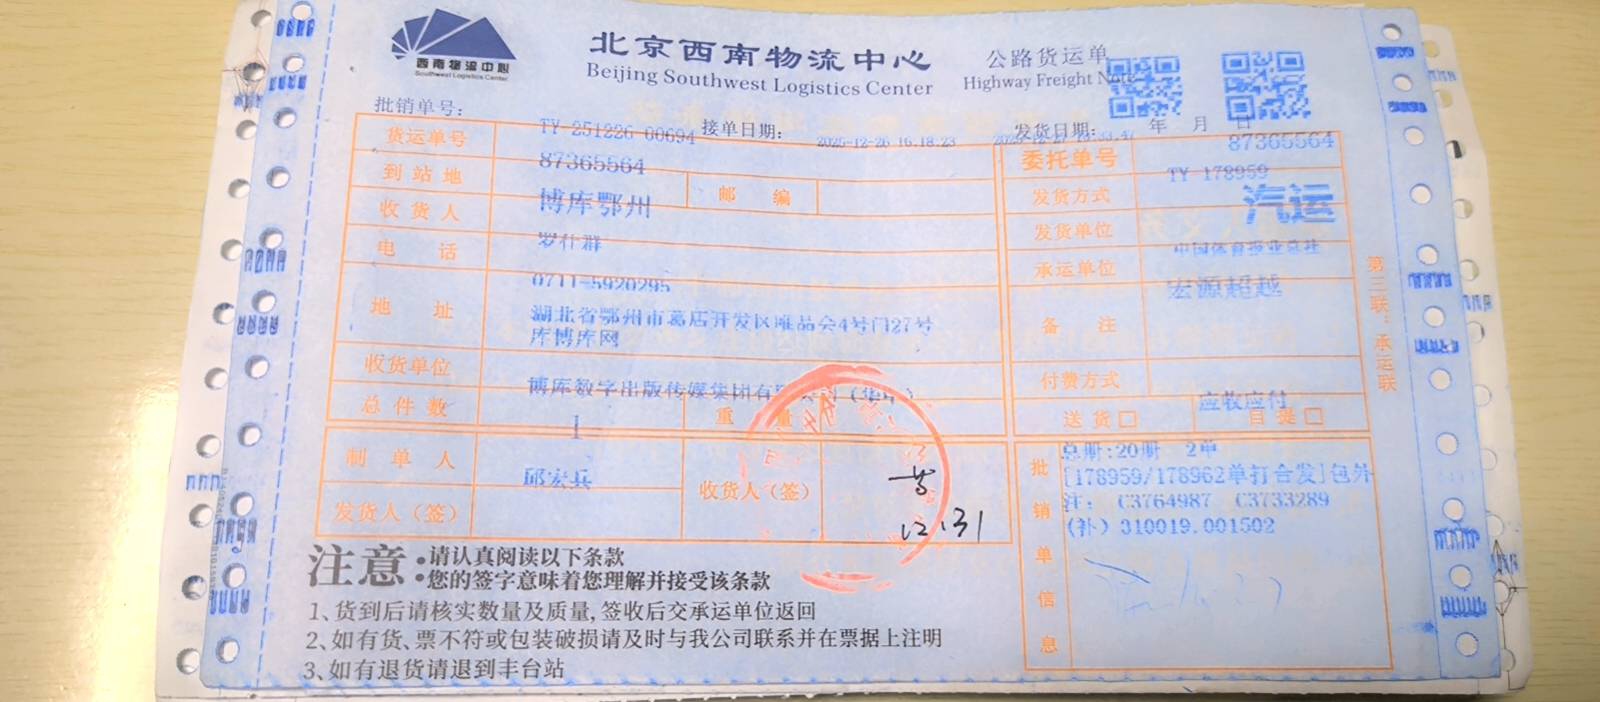 西南物流中心
Southwest Logistics Center
北京西南物流中心
Beijing Southwest Logistics Center
公路货运单
Highway Freight Note
批销单号:
接单日期:
2025-12-26 16.18.23
发货日期:
年 月 日
货运单号
TY-251226-00694
87365564
到站地
87365564
邮 编
委托单号
TY-178959
收货人
博库鄂州
发货方式
汽运
电 话
发货单位
中国体育报业总社
0711-5920295
承运单位
宏源超越
地 址
湖北省鄂州市葛店开发区唯品会4号门27号
库博库网
备 注
收货单位
博库数字出版传媒集团有
付费方式
应收应付
总件数
1
重 量
送货□
自提□
制单人
邱宏兵
收货人（签）
12.31
发货人（签）
批销单信息
总册:20册 2单
[178959/178962单打合发]包外
注: C3764987 C3733289
(补)310019.001502
第三联：承运联
注意:
请认真阅读以下条款
您的签字意味着您理解并接受该条款
1、货到后请核实数量及质量,签收后交承运单位返回
2、如有货、票不符或包装破损请及时与我公司联系并在票据上注明
3、如有退货请退到丰台站